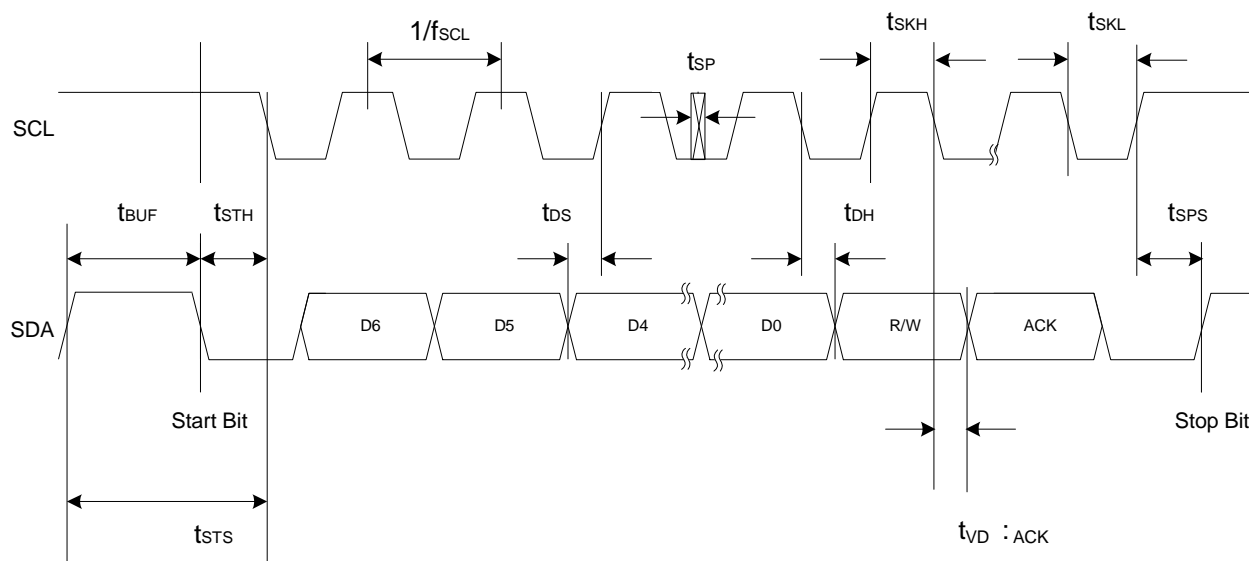 1/fSCL
tSKH
tSKL
tSP
SCL
tBUF
tSTH
tDS
tDH
tSPS
SDA
D6
D5
D4
D0
R/W
ACK
Start Bit
Stop Bit
tSTS
tVD :ACK